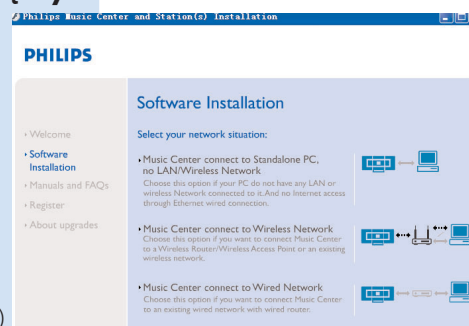 Philips Music Center and Station(s) Installation
PHILIPS
Software Installation
• Welcome
• Software
Installation
• Manuals and FAQs
• Register
• About upgrades
Select your network situation:
• Music Center connect to Standalone PC,
no LAN/Wireless Network
Choose this option if your PC do not have any LAN or
wireless Network connected to it. And no Internet access
through Ethernet wired connection.
• Music Center connect to Wireless Network
Choose this option if you want to connect Music Center
to a Wireless Router/Wireless Access Point or an existing
wireless network.
• Music Center connect to Wired Network
Choose this option if you want to connect Music Center
to an existing wired network with wired router.
)